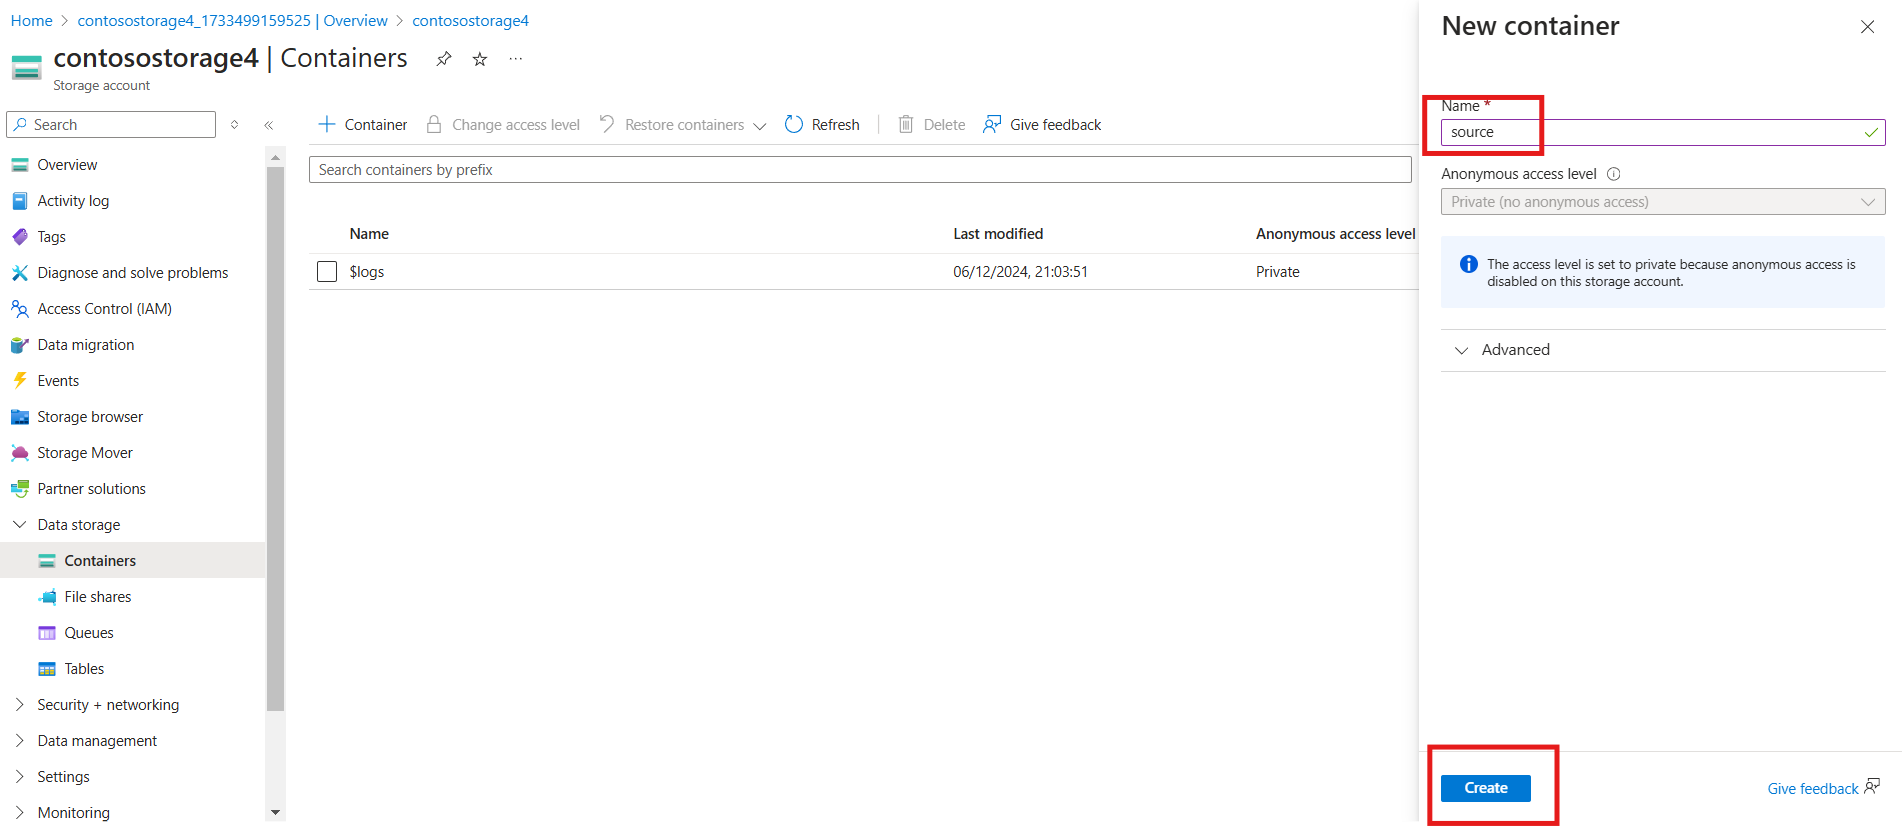 Home > contosostorage4_1733499159525 | Overview > contosostorage4
contosostorage4 | Containers
Storage account
Search
Overview
Activity log
Tags
Diagnose and solve problems
Access Control (IAM)
Data migration
Events
Storage browser
Storage Mover
Partner solutions
Data storage
Containers
File shares
Queues
Tables
Security + networking
Data management
Settings
Monitoring
+ Container Change access level Restore containers Refresh Delete Give feedback
Search containers by prefix
Name Last modified Anonymous access level
$logs 06/12/2024, 21:03:51 Private
New container
Name *
source
Anonymous access level
Private (no anonymous access)
The access level is set to private because anonymous access is
disabled on this storage account.
Advanced
Create
Give feedback